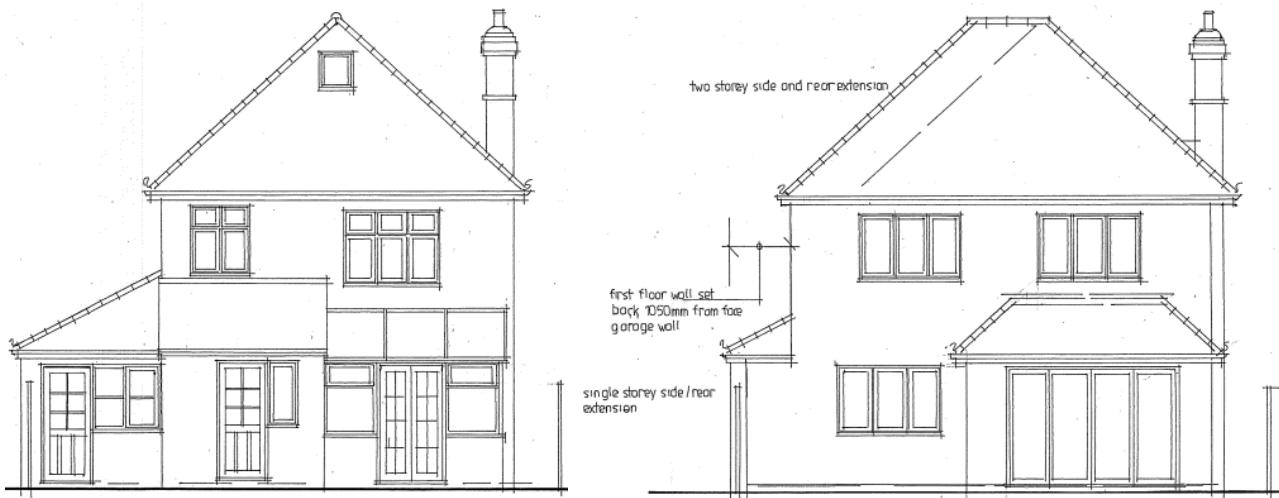 two storey side and rear extension
first floor wall set
back 1050mm from face
garage wall
single storey side/rear
extension